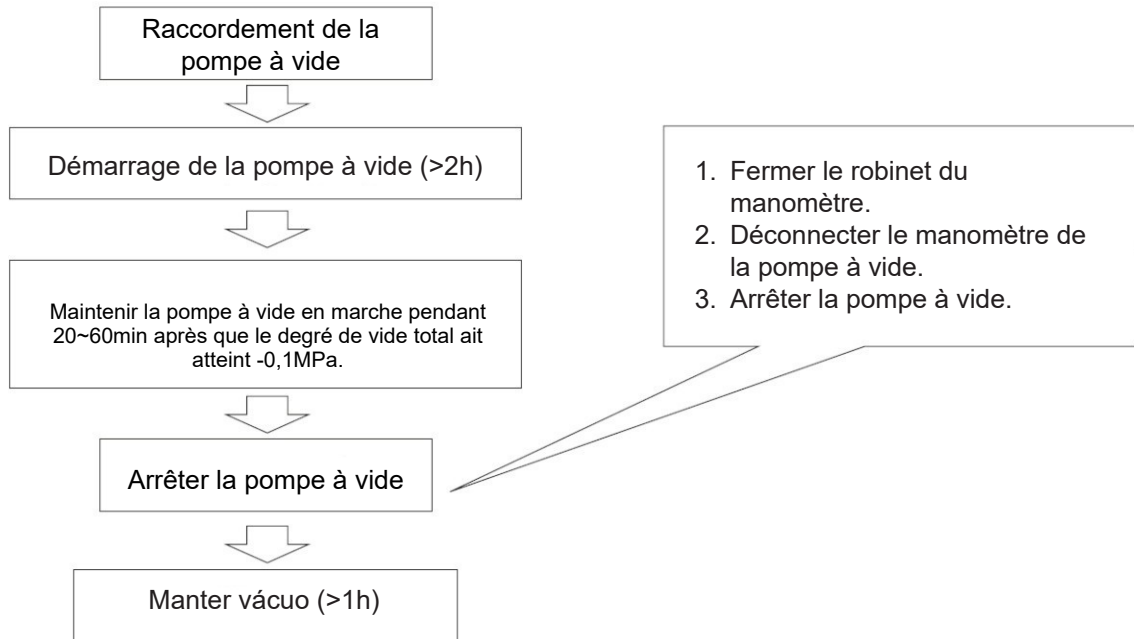 Raccordement de la
pompe à vide
Démarrage de la pompe à vide (>2h)
Maintenir la pompe à vide en marche pendant
20~60min après que le degré de vide total ait
atteint -0,1MPa.
Arrêter la pompe à vide
Manter vácuo (>1h)
1. Fermer le robinet du
manomètre.
2. Déconnecter le manomètre de
la pompe à vide.
3. Arrêter la pompe à vide.